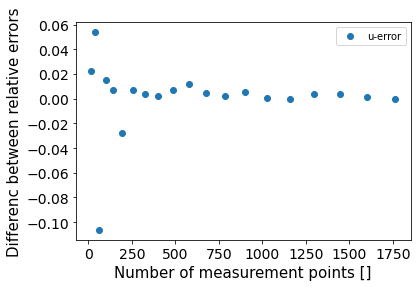 0.06
u-error
0.04
0.02
0.00
−0.02
−0.04
−0.06
−0.08
−0.10
Differenc between relative errors
0 250 500 750 1000 1250 1500 1750
Number of measurement points []